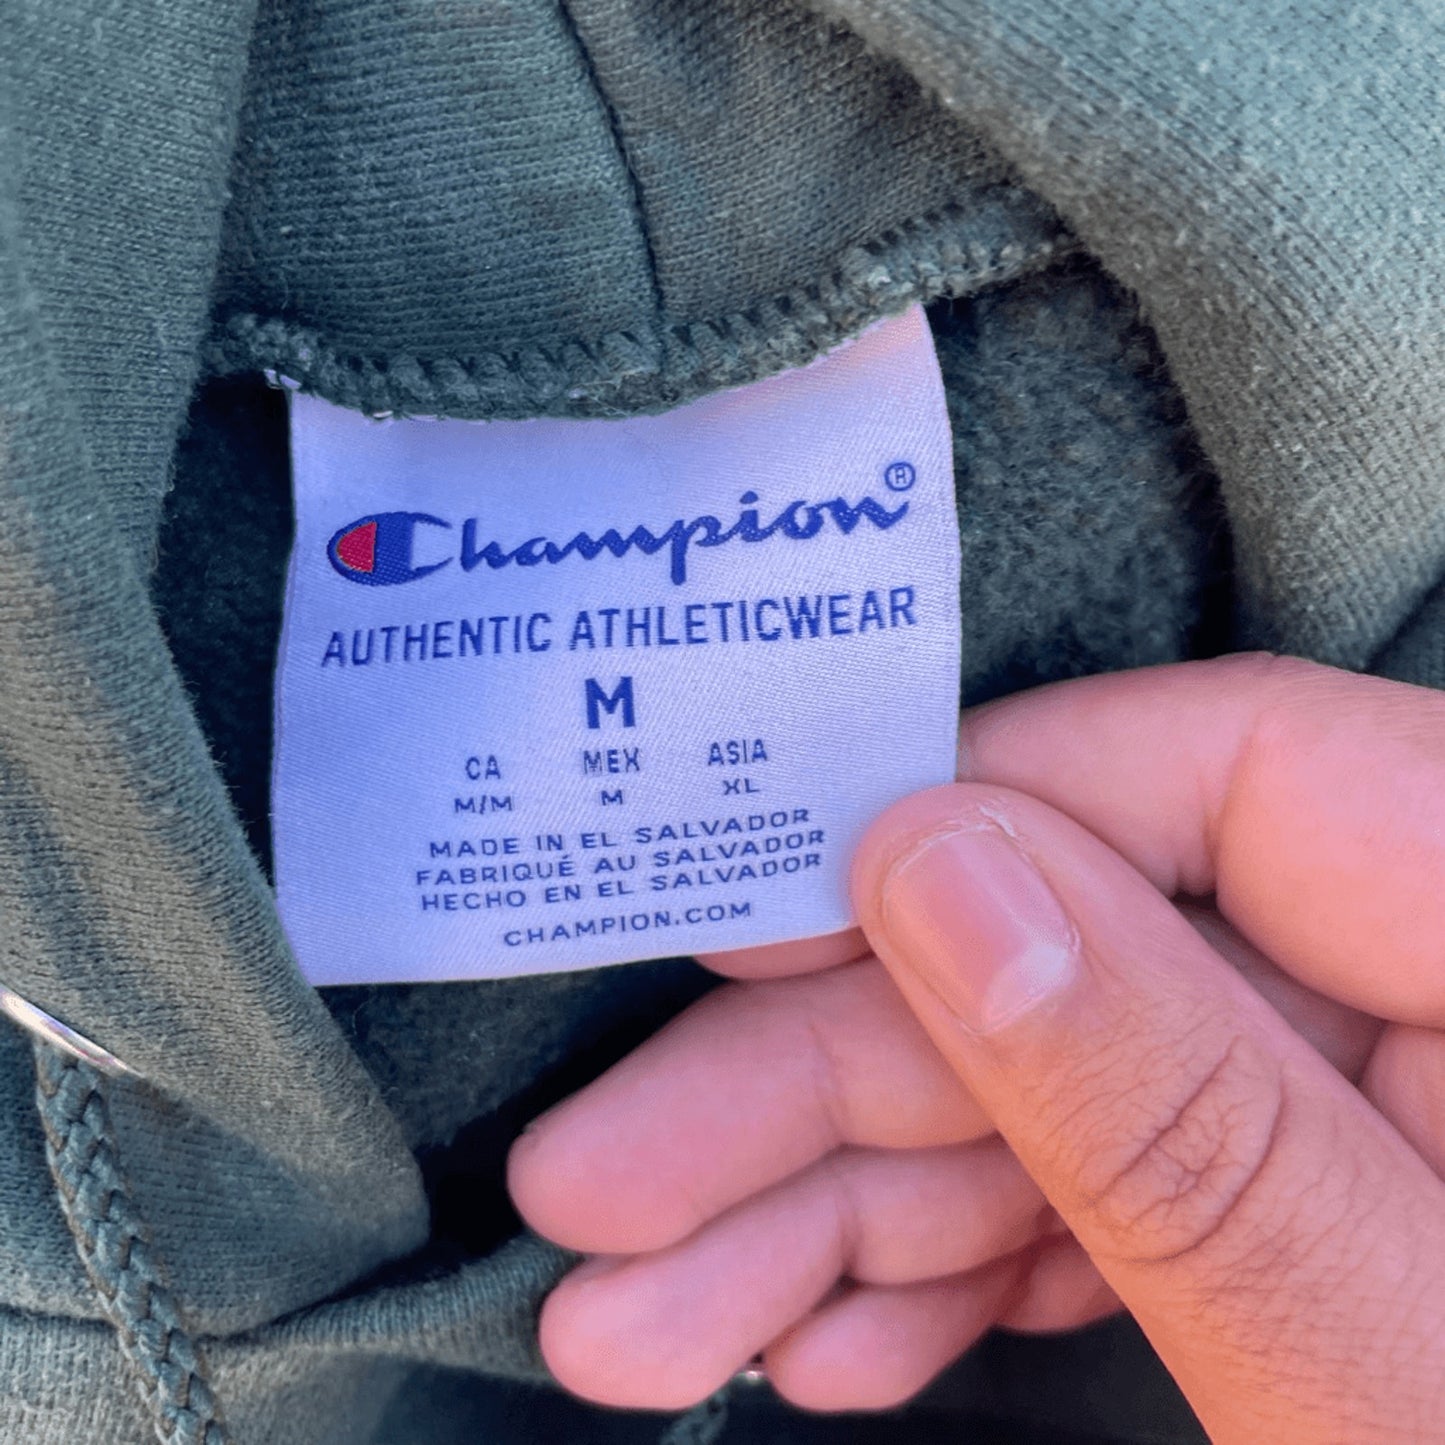 Champion®
AUTHENTIC ATHLETICWEAR
M
CA MEX ASIA
M/M M XL
MADE IN EL SALVADOR
FABRIQUÉ AU SALVADOR
HECHO EN EL SALVADOR
CHAMPION.COM